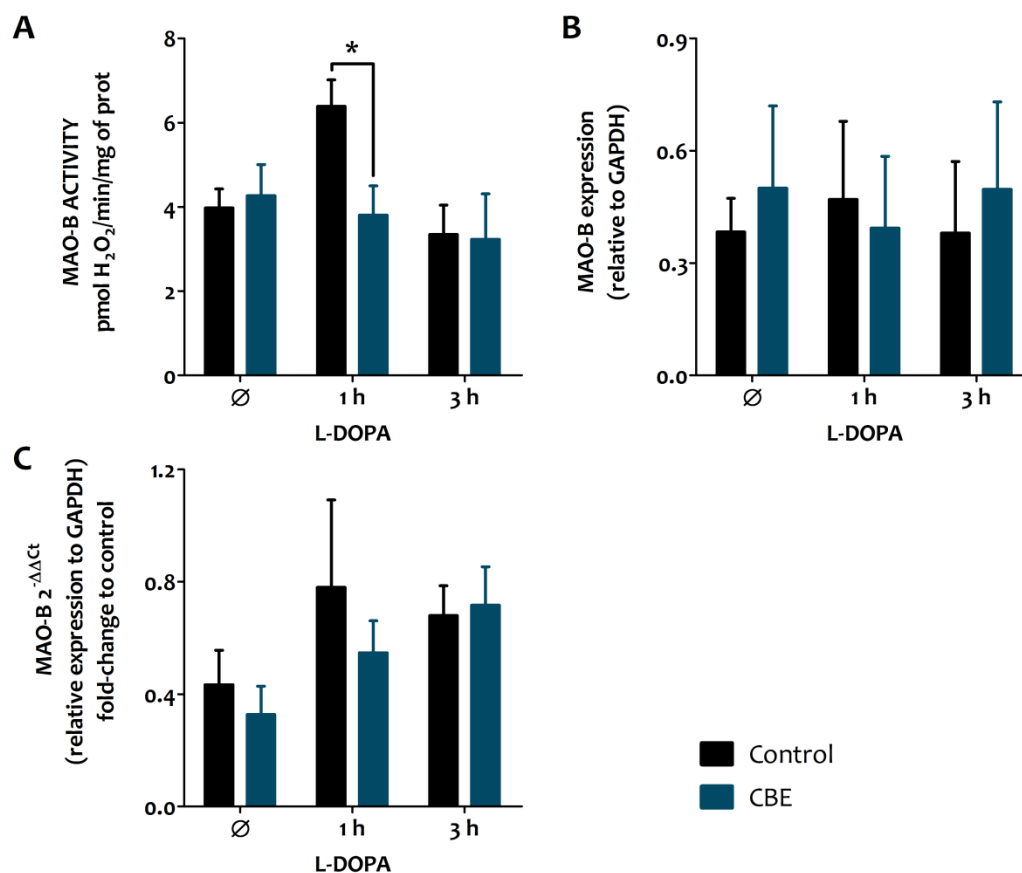 A
MAO-B ACTIVITY
pmol H₂O₂/min/mg of prot
8
6
4
2
0
*
∅ 1 h 3 h
L-DOPA
B
MAO-B expression
(relative to GAPDH)
0.9
0.6
0.3
0.0
∅ 1 h 3 h
L-DOPA
C
MAO-B 2^-ΔΔCt
(relative expression to GAPDH)
fold-change to control
1.2
0.8
0.4
0.0
∅ 1 h 3 h
L-DOPA
Control
CBE